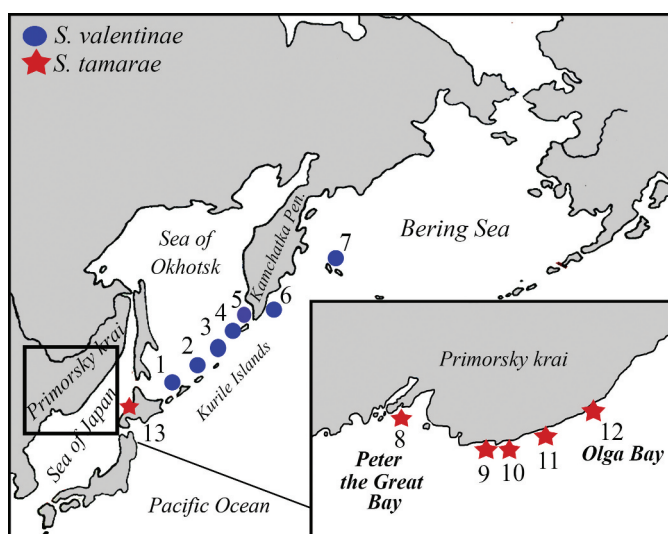 S. valentinae
S. tamarae
Bering Sea
Sea of
Okhotsk
Kamchatka Pen.
7
6
5
4
3
2
1
Kurile Islands
Primorsky krai
Sea of Japan
13
Pacific Ocean
Primorsky krai
8
9
10
11
12
Peter
the Great
Bay
Olga Bay